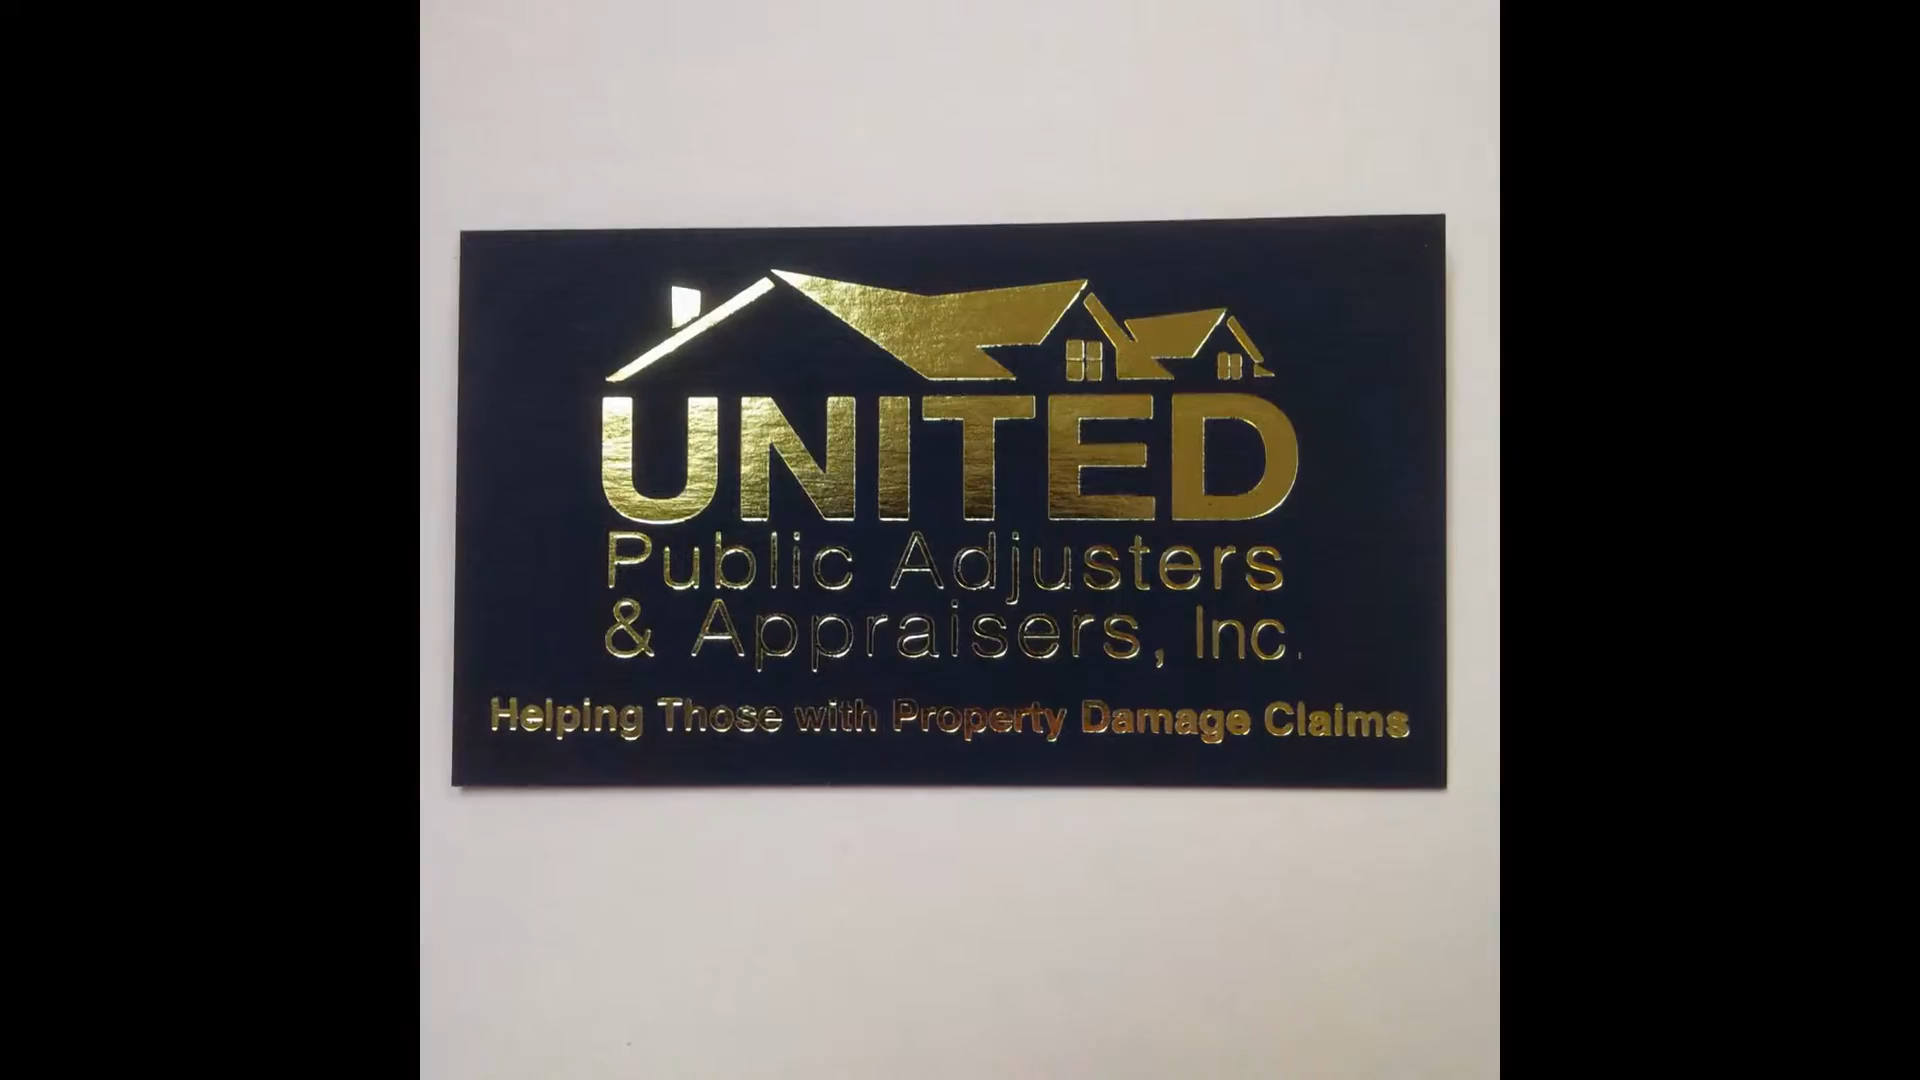 UNITED
Public Adjusters
& Appraisers, Inc.
Helping Those with Property Damage Claims